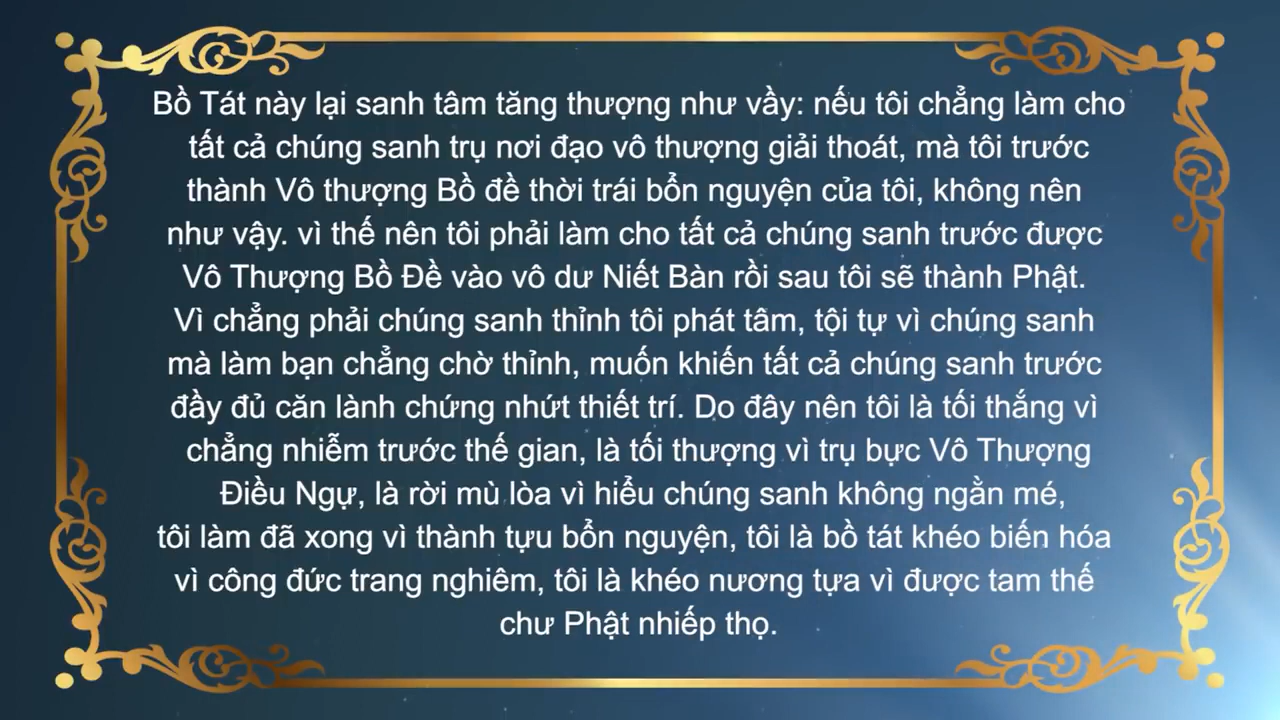 Bồ Tát này lại sanh tâm tăng thượng như vầy: nếu tôi chẳng làm cho
tất cả chúng sanh trụ nơi đạo vô thượng giải thoát, mà tôi trước
thành Vô thượng Bồ đề thời trái bổn nguyện của tôi, không nên
như vậy. vì thế nên tôi phải làm cho tất cả chúng sanh trước được
Vô Thượng Bồ Đề vào vô dư Niết Bàn rồi sau tôi sẽ thành Phật.
Vì chẳng phải chúng sanh thỉnh tôi phát tâm, tội tự vì chúng sanh
mà làm bạn chẳng chờ thỉnh, muốn khiến tất cả chúng sanh trước
đầy đủ căn lành chứng nhứt thiết trí. Do đây nên tôi là tối thắng vì
chẳng nhiễm trước thế gian, là tối thượng vì trụ bực Vô Thượng
Điều Ngự, là rời mù lòa vì hiểu chúng sanh không ngằn mé,
tôi làm đã xong vì thành tựu bổn nguyện, tôi là bồ tát khéo biến hóa
vì công đức trang nghiêm, tôi là khéo nương tựa vì được tam thế
chư Phật nhiếp thọ.